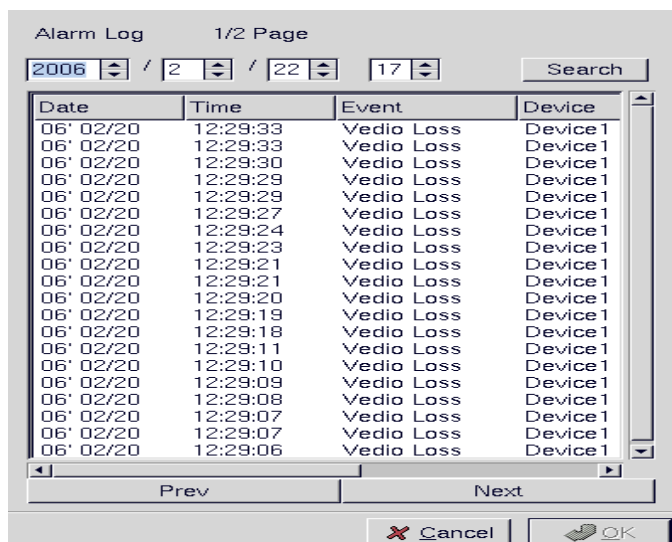 Alarm Log 1/2 Page
2006 / 2 / 22 17 Search
Date Time Event Device
06' 02/20 12:29:33 Vedio Loss Device1
06' 02/20 12:29:33 Vedio Loss Device1
06' 02/20 12:29:30 Vedio Loss Device1
06' 02/20 12:29:29 Vedio Loss Device1
06' 02/20 12:29:29 Vedio Loss Device1
06' 02/20 12:29:27 Vedio Loss Device1
06' 02/20 12:29:24 Vedio Loss Device1
06' 02/20 12:29:23 Vedio Loss Device1
06' 02/20 12:29:21 Vedio Loss Device1
06' 02/20 12:29:21 Vedio Loss Device1
06' 02/20 12:29:20 Vedio Loss Device1
06' 02/20 12:29:19 Vedio Loss Device1
06' 02/20 12:29:18 Vedio Loss Device1
06' 02/20 12:29:11 Vedio Loss Device1
06' 02/20 12:29:10 Vedio Loss Device1
06' 02/20 12:29:09 Vedio Loss Device1
06' 02/20 12:29:08 Vedio Loss Device1
06' 02/20 12:29:07 Vedio Loss Device1
06' 02/20 12:29:07 Vedio Loss Device1
06' 02/20 12:29:06 Vedio Loss Device1
Prev Next
Cancel OK